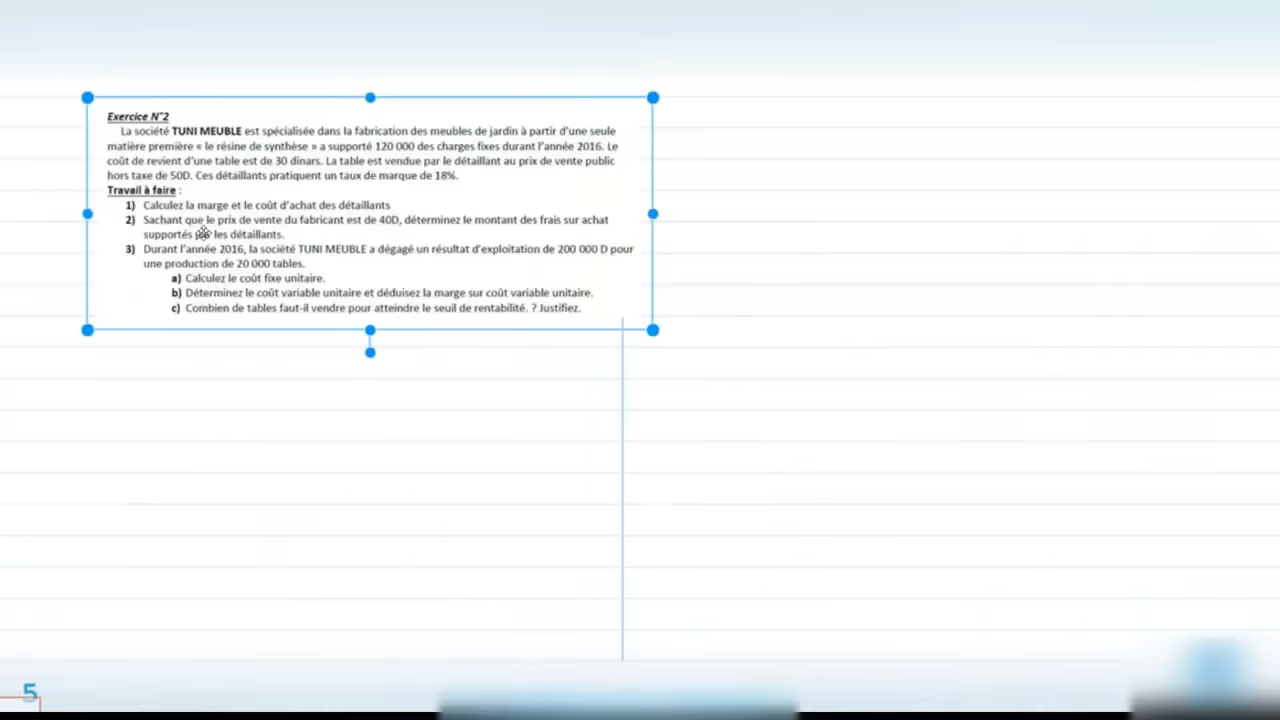 Exercice N°2
La société TUNI MEUBLE est spécialisée dans la fabrication des meubles de jardin à partir d'une seule
matière première « le résine de synthèse » a supporté 120 000 des charges fixes durant l'année 2016. Le
coût de revient d'une table est de 30 dinars. La table est vendue par le détaillant au prix de vente public
hors taxe de 50D. Ces détaillants pratiquent un taux de marque de 18%.
Travail à faire :
1) Calculez la marge et le coût d'achat des détaillants
2) Sachant que le prix de vente du fabricant est de 40D, déterminez le montant des frais sur achat
supportés les détaillants.
3) Durant l'année 2016, la société TUNI MEUBLE a dégagé un résultat d'exploitation de 200 000 D pour
une production de 20 000 tables.
a) Calculez le coût fixe unitaire.
b) Déterminez le coût variable unitaire et déduisez la marge sur coût variable unitaire.
c) Combien de tables faut-il vendre pour atteindre le seuil de rentabilité. ? Justifiez.
5